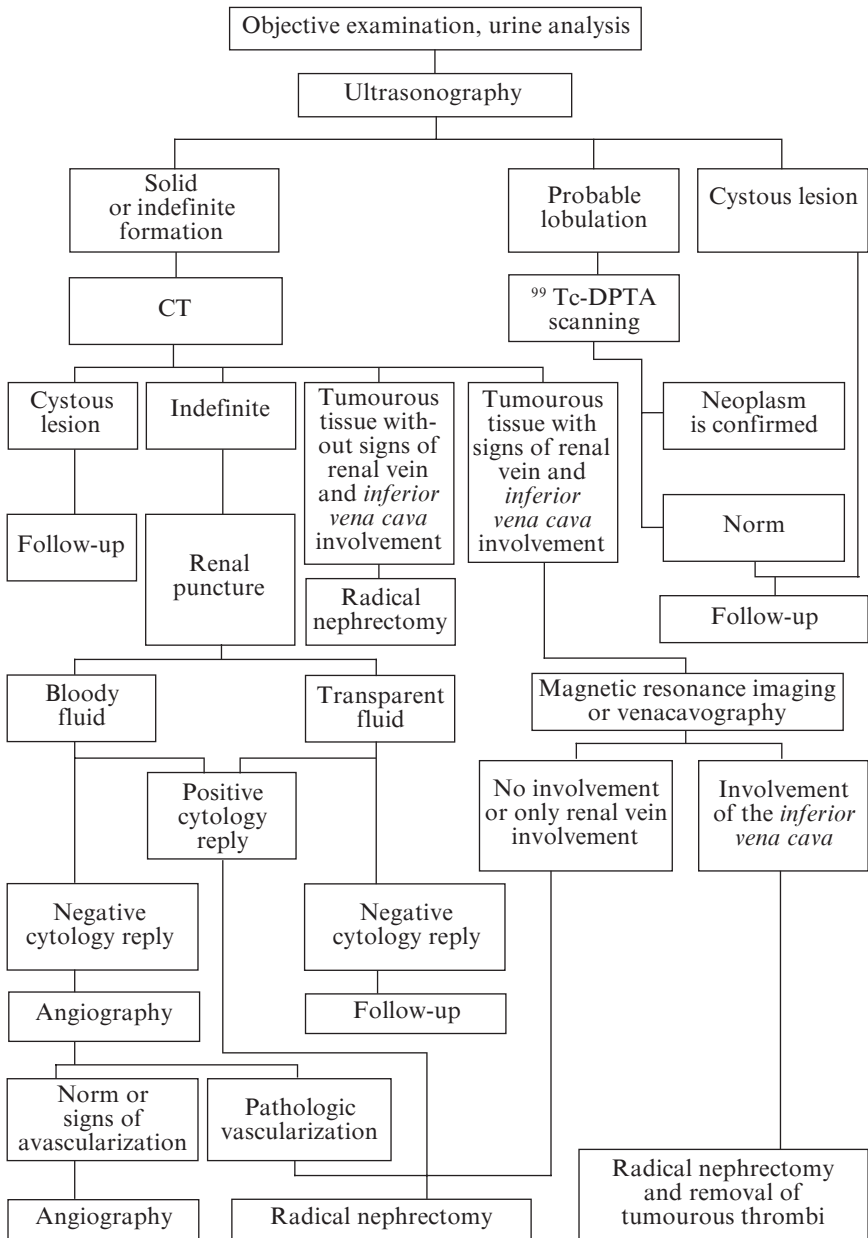 Objective examination, urine analysis
Ultrasonography
Solid
or indefinite
formation
Probable
lobulation
Cystous lesion
CT
⁹⁹ Tc-DPTA
scanning
Cystous
lesion
Indefinite
Tumourous
tissue with-
out signs of
renal vein
and inferior
vena cava
involvement
Tumourous
tissue with
signs of renal
vein and
inferior
vena cava
involvement
Neoplasm
is confirmed
Follow-up
Renal
puncture
Norm
Radical
nephrectomy
Follow-up
Bloody
fluid
Transparent
fluid
Magnetic resonance imaging
or venacavography
Positive
cytology
reply
No involvement
or only renal vein
involvement
Involvement
of the inferior
vena cava
Negative
cytology reply
Negative
cytology reply
Angiography
Follow-up
Norm or
signs of
avascularization
Pathologic
vascularization
Angiography
Radical nephrectomy
Radical nephrectomy
and removal of
tumourous thrombi